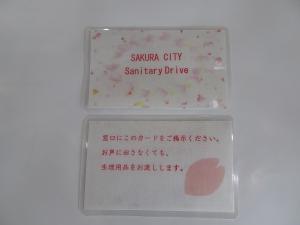 SAKURA CITY
Sanitary Drive
窓口にこのカードをご掲示ください。
お声に出さなくても、
生理用品をお渡しします。